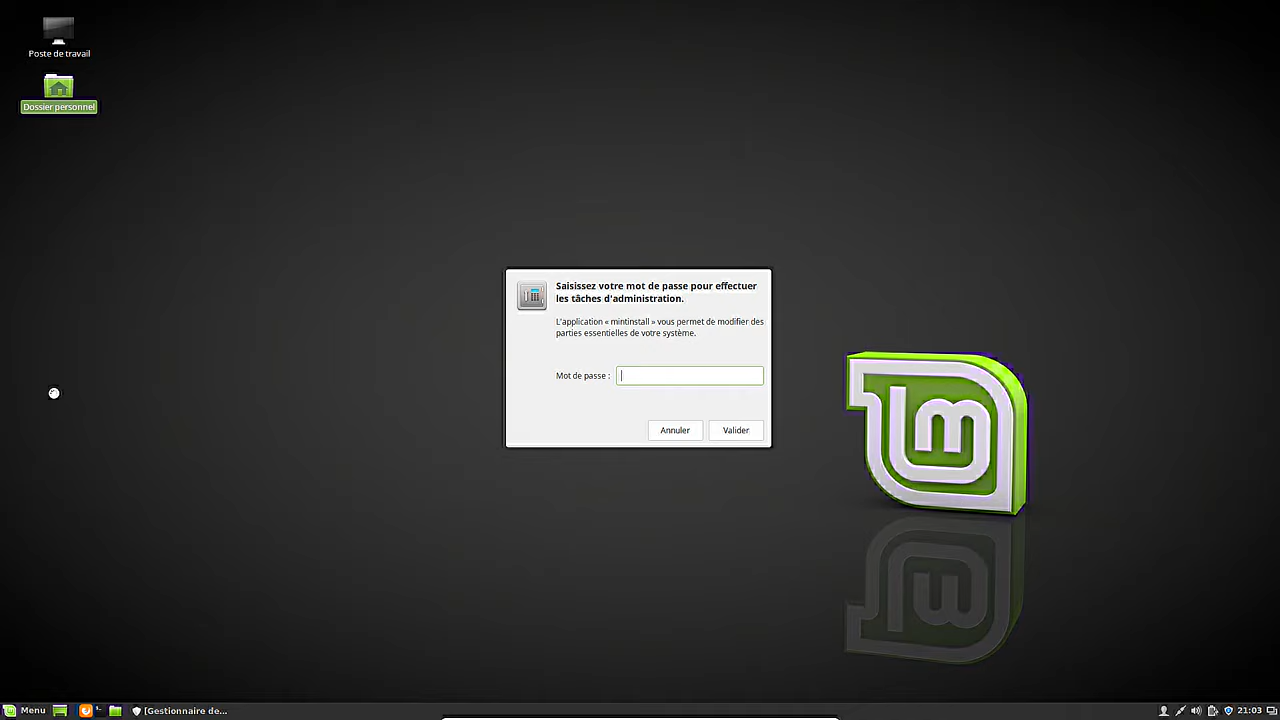 Poste de travail
Dossier personnel
Saisissez votre mot de passe pour effectuer
les tâches d'administration.
L'application « mintinstall » vous permet de modifier des
parties essentielles de votre système.
Mot de passe :
Annuler
Valider
Menu
[Gestionnaire de...
21:03